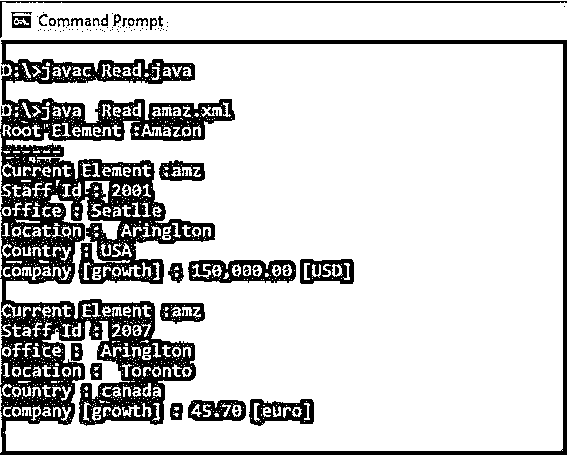 Command Prompt
D:\>javac Read.java
D:\>java  Read amaz.xml
Root Element :Amazon
------
Current Element :amz
Staff Id : 2001
office : Seatlle
location :  Aringlton
Country : USA
company [growth] : 150,000.00 [USD]
Current Element :amz
Staff Id : 2007
office :  Aringlton
location :  Toronto
Country : canada
company [growth] : 45.70 [euro]